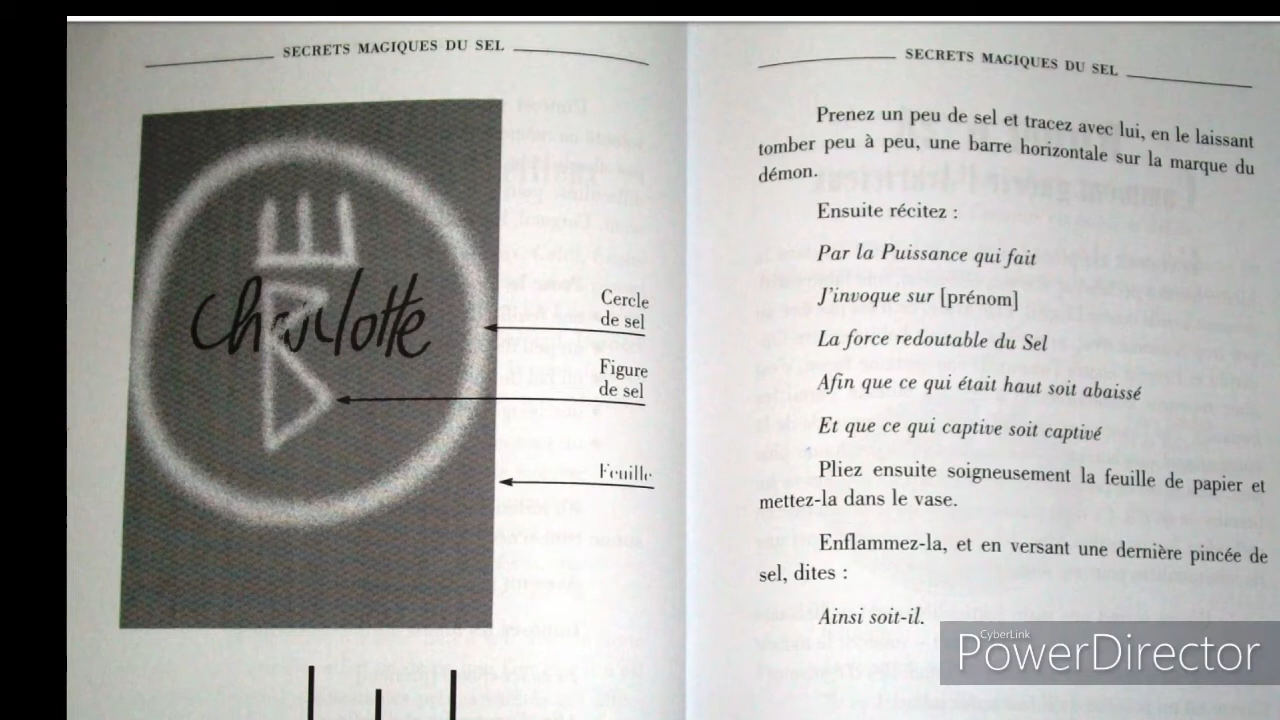 SECRETS MAGIQUES DU SEL
Charlotte
Cercle
de sel
Figure
de sel
Feuille
SECRETS MAGIQUES DU SEL
Prenez un peu de sel et tracez avec lui, en le laissant
tomber peu à peu, une barre horizontale sur la marque du
démon.
Ensuite récitez :
Par la Puissance qui fait
J'invoque sur [prénom]
La force redoutable du Sel
Afin que ce qui était haut soit abaissé
Et que ce qui captive soit captivé
Pliez ensuite soigneusement la feuille de papier et
mettez-la dans le vase.
Enflammez-la, et en versant une dernière pincée de
sel, dites :
Ainsi soit-il.
CyberLink
PowerDirector